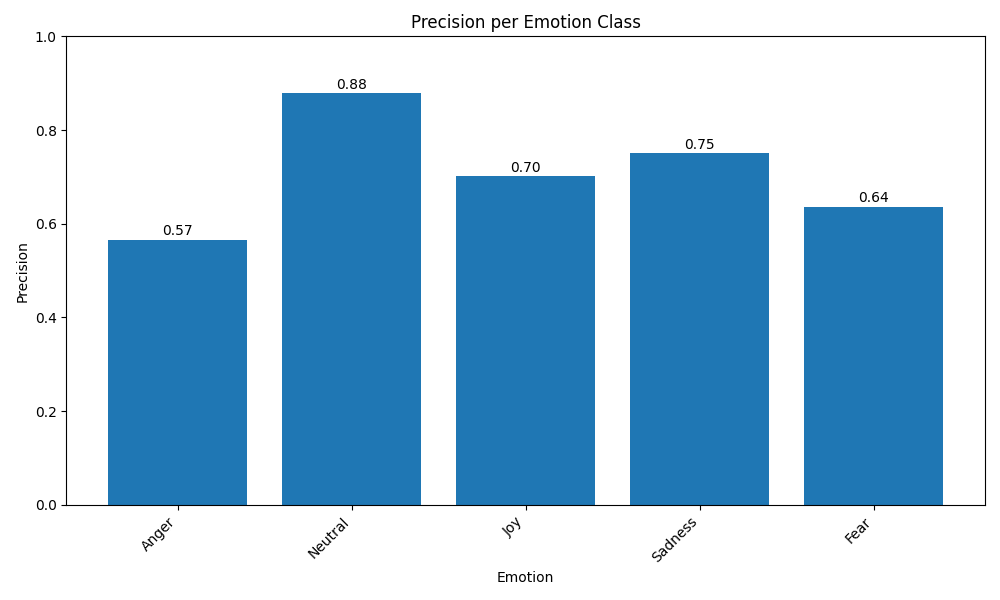 Precision per Emotion Class
1.0
0.8
0.6
0.4
0.2
0.0
Precision
0.57
0.88
0.70
0.75
0.64
Anger
Neutral
Joy
Sadness
Fear
Emotion